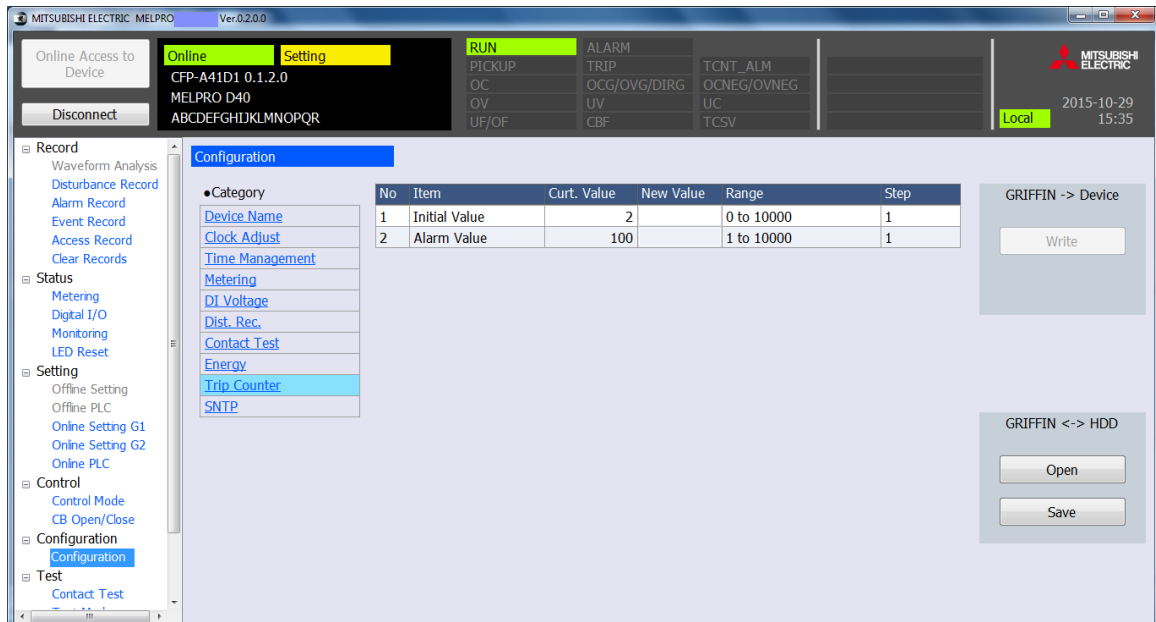 MITSUBISHI ELECTRIC MELPRO Ver.0.2.0.0
Online Access to
Device
Disconnect
Online Setting
CFP-A41D1 0.1.2.0
MELPRO D40
ABCDEFGHIJKLMNOPQR
RUN ALARM
PICKUP TRIP TCNT_ALM
OC OCG/OVG/DIRG OCNEG/OVNEG
OV UV UC
UF/OF CBF TCSV
MITSUBISHI
ELECTRIC
2015-10-29
Local 15:35
Record
Waveform Analysis
Disturbance Record
Alarm Record
Event Record
Access Record
Clear Records
Status
Metering
Digital I/O
Monitoring
LED Reset
Setting
Offline Setting
Offline PLC
Online Setting G1
Online Setting G2
Online PLC
Control
Control Mode
CB Open/Close
Configuration
Configuration
Test
Contact Test
Configuration
●Category
Device Name
Clock Adjust
Time Management
Metering
DI Voltage
Dist. Rec.
Contact Test
Energy
Trip Counter
SNTP
No Item Curt. Value New Value Range Step
1 Initial Value 2 0 to 10000 1
2 Alarm Value 100 1 to 10000 1
GRIFFIN -> Device
Write
GRIFFIN <-> HDD
Open
Save